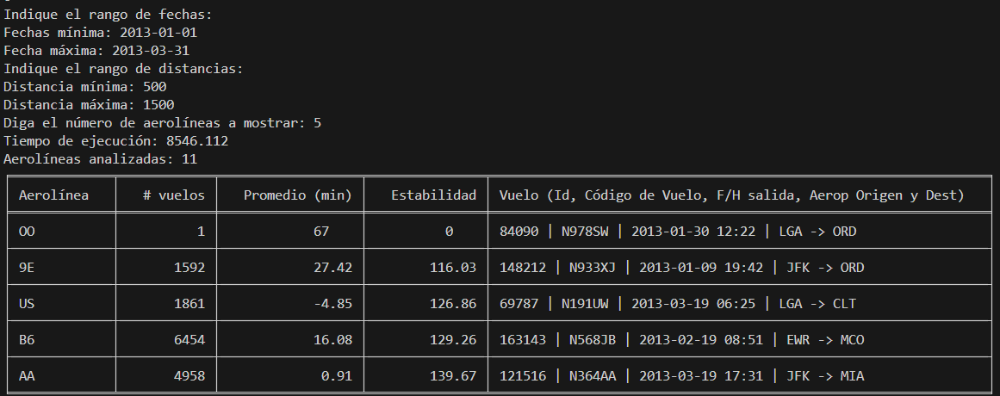 Indique el rango de fechas:
Fechas mínima: 2013-01-01
Fecha máxima: 2013-03-31
Indique el rango de distancias:
Distancia mínima: 500
Distancia máxima: 1500
Diga el número de aerolíneas a mostrar: 5
Tiempo de ejecución: 8546.112
Aerolíneas analizadas: 11
Aerolínea # vuelos Promedio (min) Estabilidad Vuelo (Id, Código de Vuelo, F/H salida, Aerop Origen y Dest)
OO 1 67 0 84090 | N978SW | 2013-01-30 12:22 | LGA -> ORD
9E 1592 27.42 116.03 148212 | N933XJ | 2013-01-09 19:42 | JFK -> ORD
US 1861 -4.85 126.86 69787 | N191UW | 2013-03-19 06:25 | LGA -> CLT
B6 6454 16.08 129.26 163143 | N568JB | 2013-02-19 08:51 | EWR -> MCO
AA 4958 0.91 139.67 121516 | N364AA | 2013-03-19 17:31 | JFK -> MIA